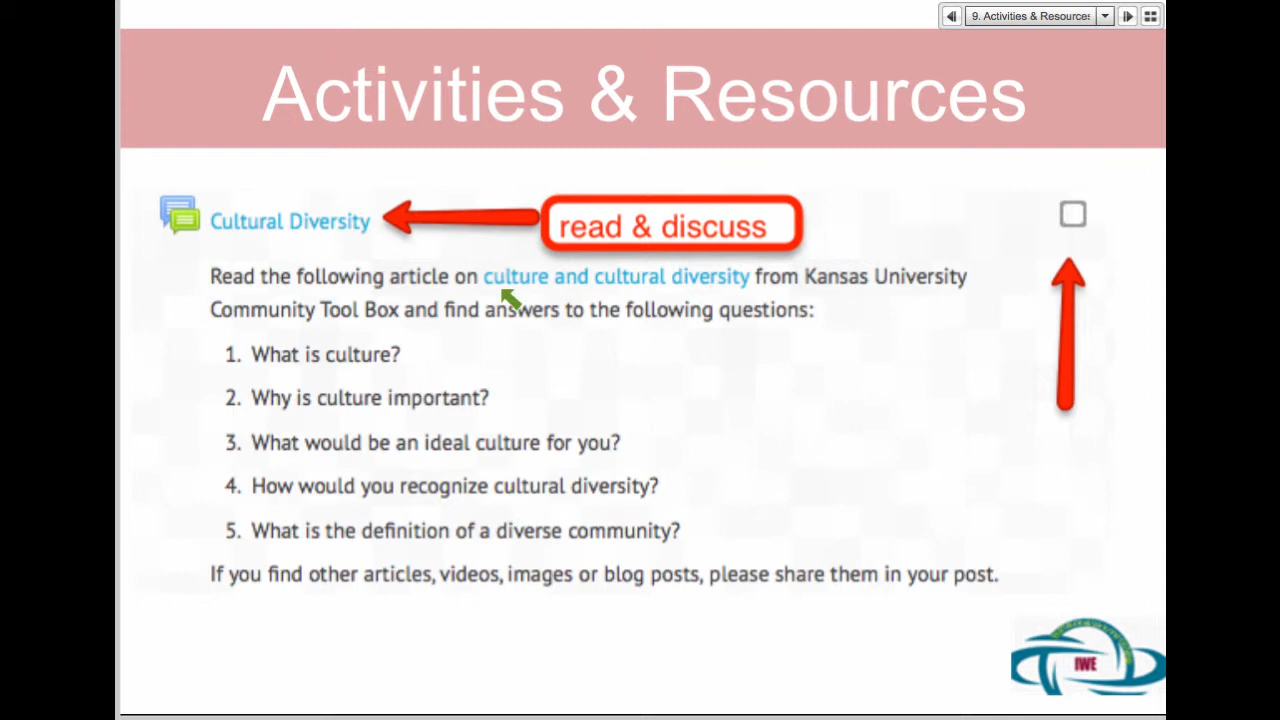 9. Activities & Resources
Activities & Resources
Cultural Diversity
read & discuss
Read the following article on culture and cultural diversity from Kansas University
Community Tool Box and find answers to the following questions:
1. What is culture?
2. Why is culture important?
3. What would be an ideal culture for you?
4. How would you recognize cultural diversity?
5. What is the definition of a diverse community?
If you find other articles, videos, images or blog posts, please share them in your post.
IWE